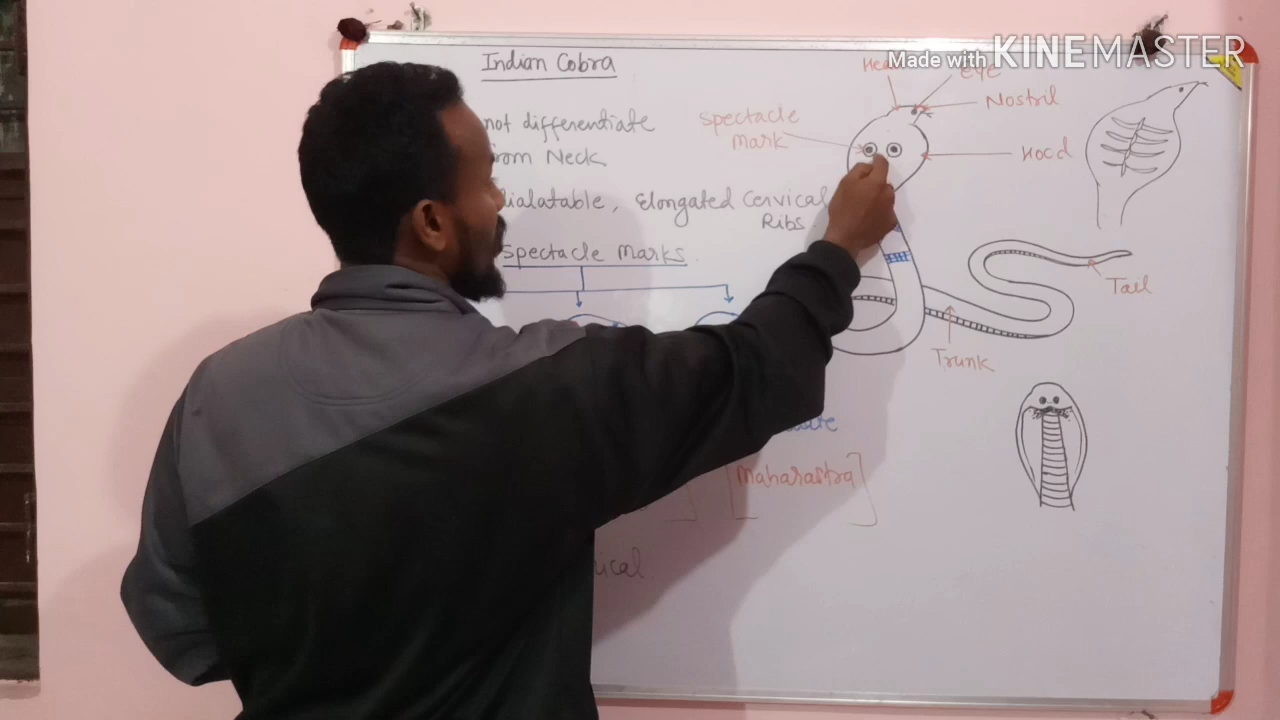 Made with KINEMASTER
Indian Cobra
not differentiate
from Neck
dialatable, Elongated Cervical
Ribs.
Spectacle Marks
Maharastra
rical
Spectacle
mark
eye
Nostril
Hood
Tail
Trunk